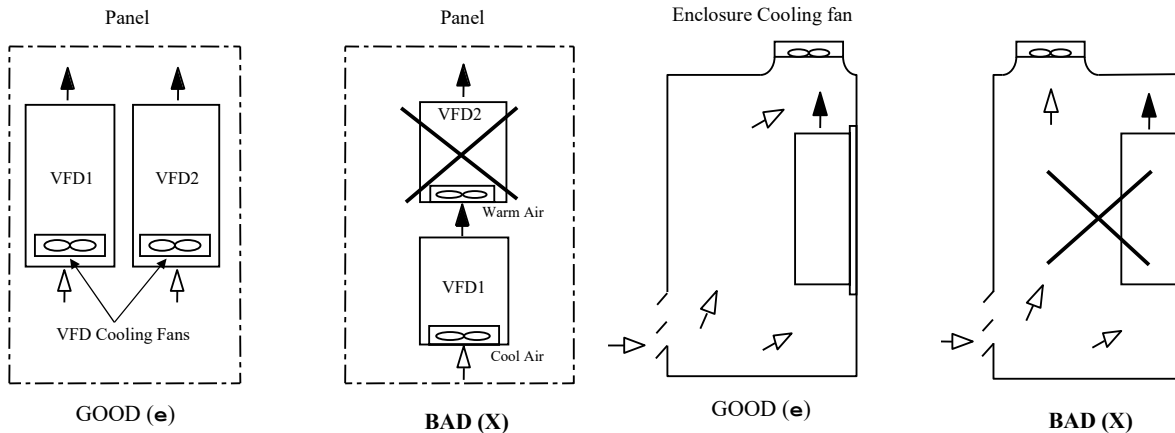 Panel
VFD1
VFD2
VFD Cooling Fans
GOOD (e)
Panel
VFD2
Warm Air
VFD1
Cool Air
BAD (X)
Enclosure Cooling fan
GOOD (e)
BAD (X)